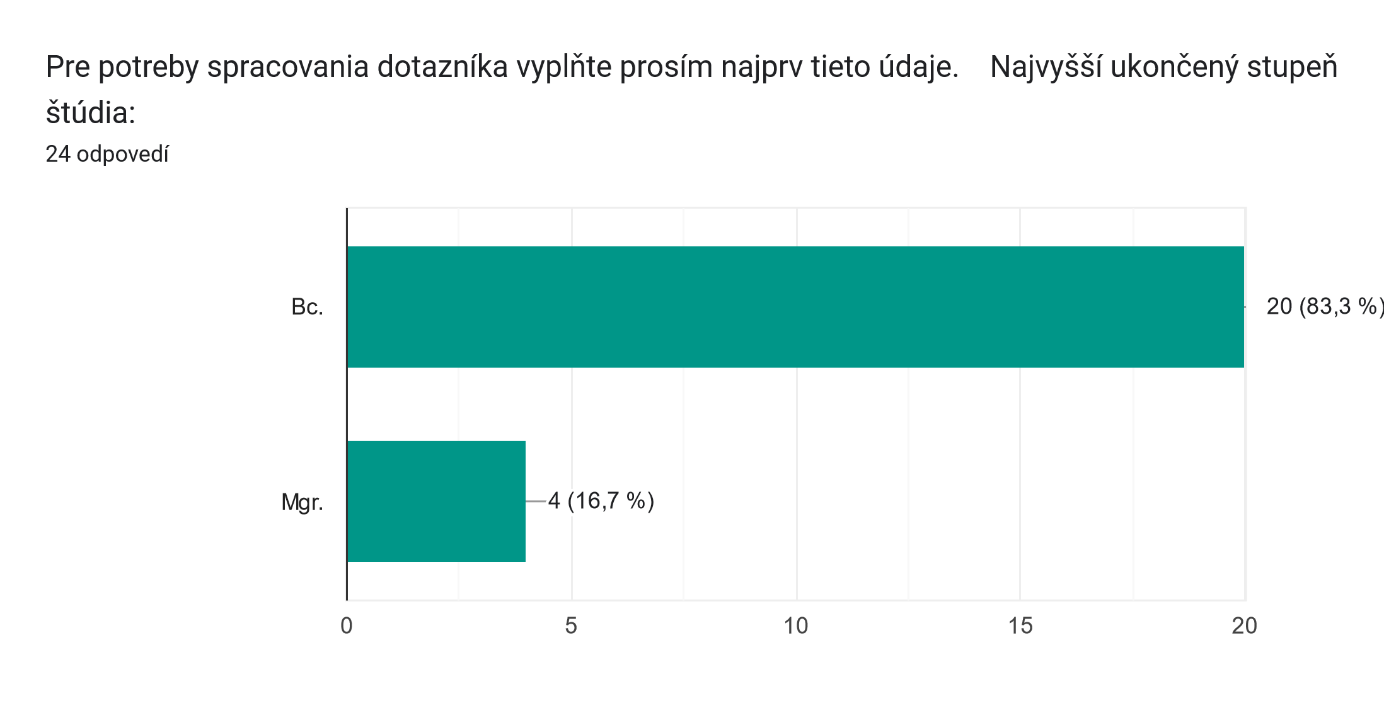 Pre potreby spracovania dotazníka vyplňte prosím najprv tieto údaje.    Najvyšší ukončený stupeň
štúdia:
24 odpovedí
Bc.
20 (83,3 %)
Mgr.
4 (16,7 %)
0 5 10 15 20